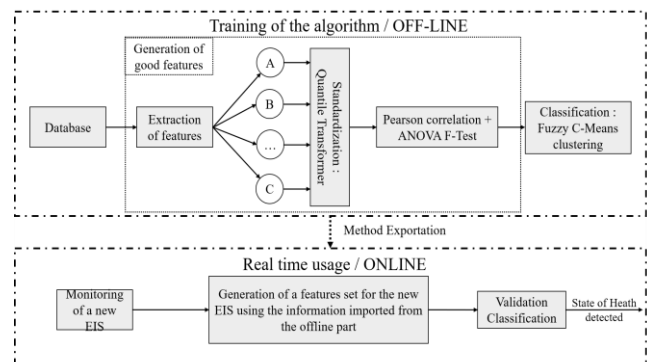 Training of the algorithm / OFF-LINE
Generation of
good features
Database
Extraction
of features
A
B
...
C
Standardization :
Quantile Transformer
Pearson correlation +
ANOVA F-Test
Classification :
Fuzzy C-Means
clustering
Method Exportation
Real time usage / ONLINE
Monitoring
of a new
EIS
Generation of a features set for the new
EIS using the information imported from
the offline part
Validation
Classification
State of Heath
detected